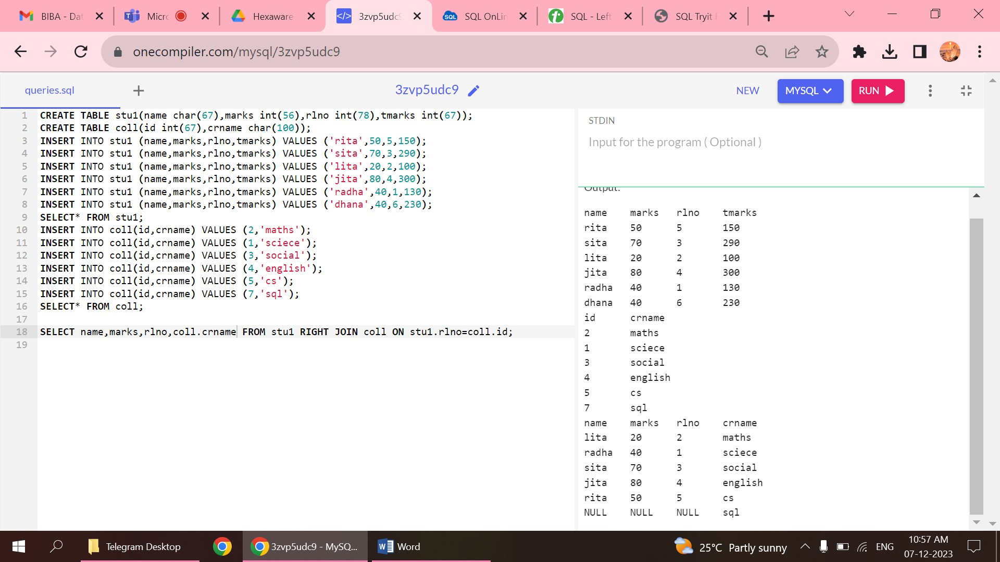 BIBA - Dat
Micro
Hexaware-
3zvp5udc9
SQL OnLin
SQL - Left
SQL Tryit E
onecompiler.com/mysql/3zvp5udc9
queries.sql
3zvp5udc9
NEW
MYSQL
RUN
1 CREATE TABLE stu1(name char(67),marks int(56),rlno int(78),tmarks int(67));
2 CREATE TABLE coll(id int(67),crname char(100));
3 INSERT INTO stu1 (name,marks,rlno,tmarks) VALUES ('rita',50,5,150);
4 INSERT INTO stu1 (name,marks,rlno,tmarks) VALUES ('sita',70,3,290);
5 INSERT INTO stu1 (name,marks,rlno,tmarks) VALUES ('lita',20,2,100);
6 INSERT INTO stu1 (name,marks,rlno,tmarks) VALUES ('jita',80,4,300);
7 INSERT INTO stu1 (name,marks,rlno,tmarks) VALUES ('radha',40,1,130);
8 INSERT INTO stu1 (name,marks,rlno,tmarks) VALUES ('dhana',40,6,230);
9 SELECT* FROM stu1;
10 INSERT INTO coll(id,crname) VALUES (2,'maths');
11 INSERT INTO coll(id,crname) VALUES (1,'sciece');
12 INSERT INTO coll(id,crname) VALUES (3,'social');
13 INSERT INTO coll(id,crname) VALUES (4,'english');
14 INSERT INTO coll(id,crname) VALUES (5,'cs');
15 INSERT INTO coll(id,crname) VALUES (7,'sql');
16 SELECT* FROM coll;
17
18 SELECT name,marks,rlno,coll.crname FROM stu1 RIGHT JOIN coll ON stu1.rlno=coll.id;
19
STDIN
Input for the program ( Optional )
Output:
name marks rlno tmarks
rita 50 5 150
sita 70 3 290
lita 20 2 100
jita 80 4 300
radha 40 1 130
dhana 40 6 230
id crname
2 maths
1 sciece
3 social
4 english
5 cs
7 sql
name marks rlno crname
lita 20 2 maths
radha 40 1 sciece
sita 70 3 social
jita 80 4 english
rita 50 5 cs
NULL NULL NULL sql
Telegram Desktop
3zvp5udc9 - MySQ...
Word
25°C Partly sunny
ENG
10:57 AM
07-12-2023